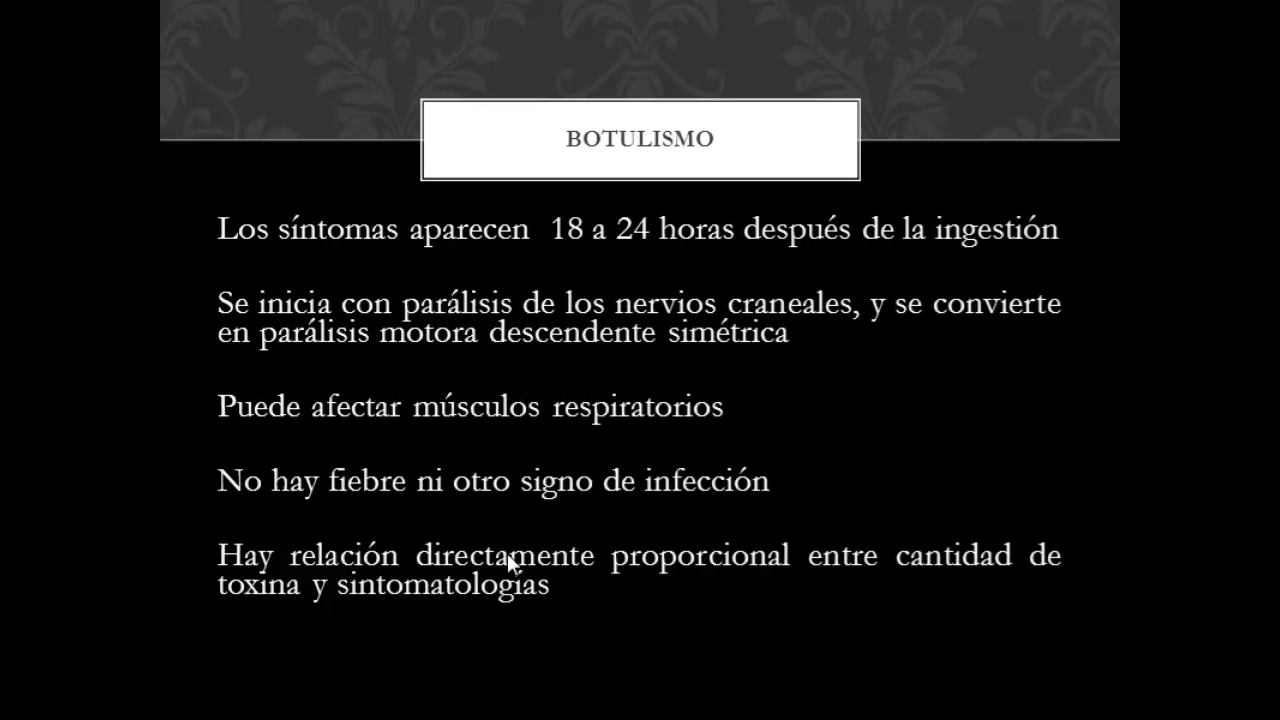 BOTULISMO
Los síntomas aparecen  18 a 24 horas después de la ingestión
Se inicia con parálisis de los nervios craneales, y se convierte
en parálisis motora descendente simétrica
Puede afectar músculos respiratorios
No hay fiebre ni otro signo de infección
Hay relación directamente proporcional entre cantidad de
toxina y sintomatologías